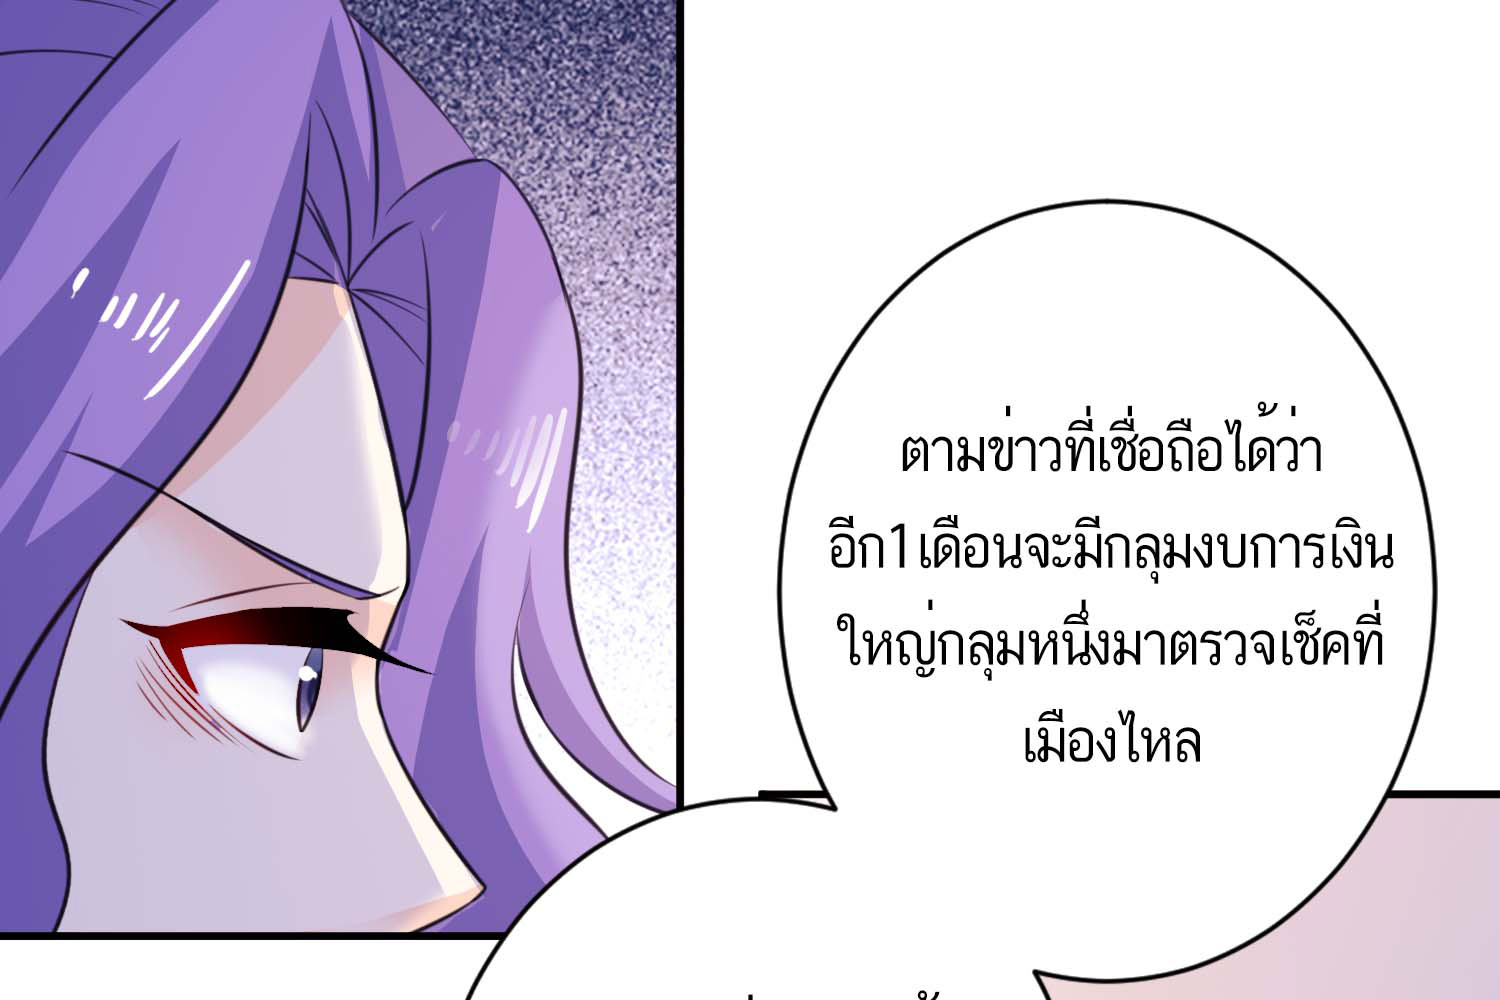 ตามข่าวที่เชื่อถือได้ว่า
อีก1เดือนจะมีกลุมงบการเงิน
ใหญ่กลุมหนึ่งมาตรวจเช็คที่
เมืองไหล